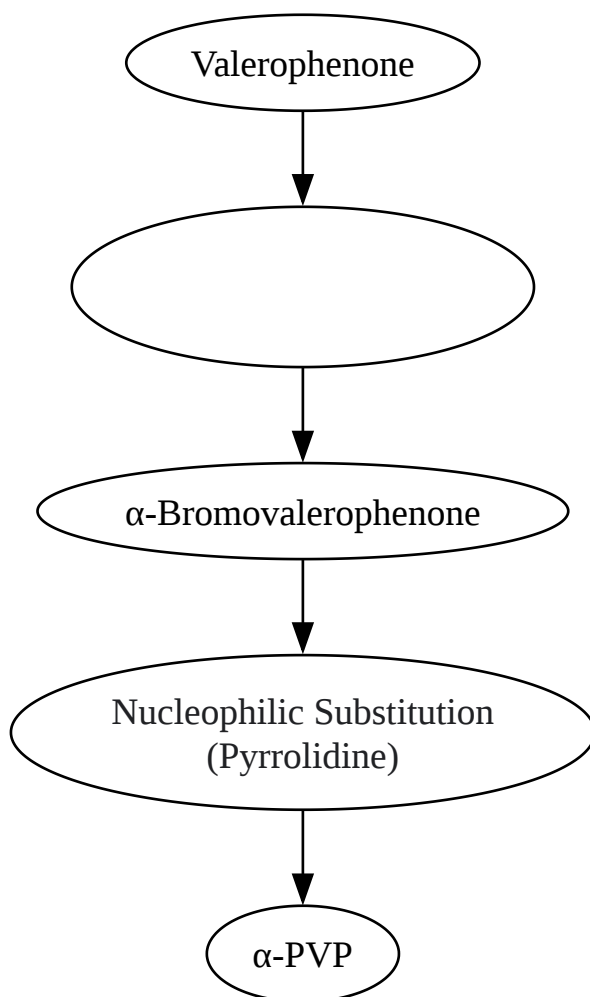 Valerophenone
α-Bromovalerophenone
Nucleophilic Substitution
(Pyrrolidine)
α-PVP